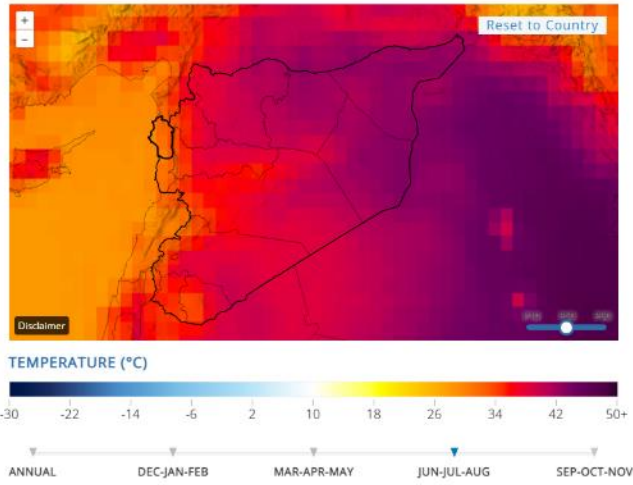 +
−
Reset to Country
Disclaimer
TEMPERATURE (°C)
-30 -22 -14 -6 2 10 18 26 34 42 50+
ANNUAL DEC-JAN-FEB MAR-APR-MAY JUN-JUL-AUG SEP-OCT-NOV